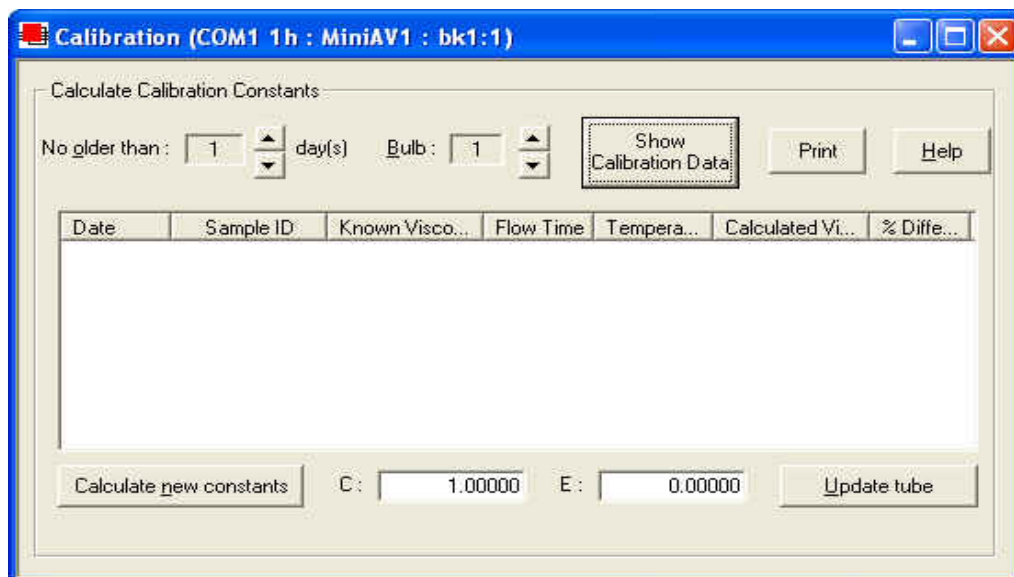 Calibration (COM1 1h : MiniAV1 : bk1:1)
Calculate Calibration Constants
No older than : 1 day(s) Bulb : 1 Show Calibration Data Print Help
Date Sample ID Known Visco... Flow Time Tempera... Calculated Vi... % Diffe...
Calculate new constants C : 1.00000 E : 0.00000 Update tube